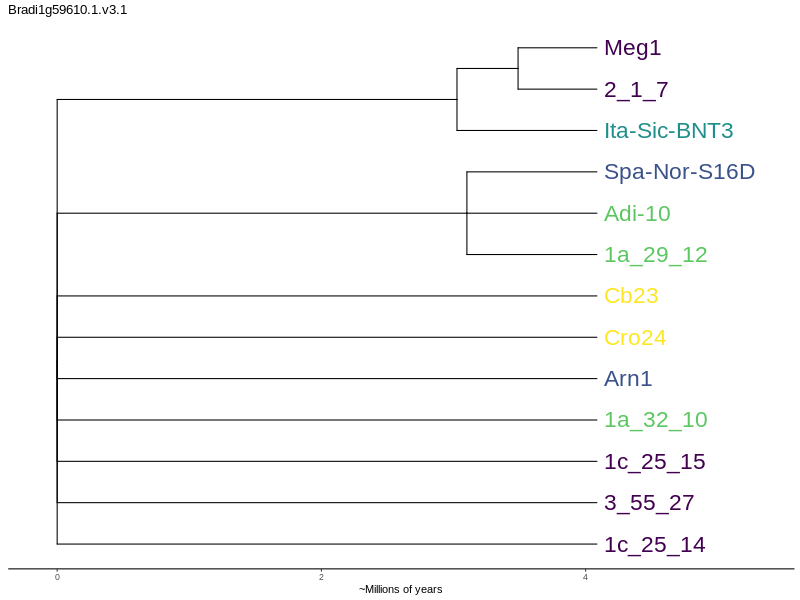 Bradi1g59610.1.v3.1
Meg1
2_1_7
Ita-Sic-BNT3
Spa-Nor-S16D
Adi-10
1a_29_12
Cb23
Cro24
Arn1
1a_32_10
1c_25_15
3_55_27
1c_25_14
0 2 4
~Millions of years